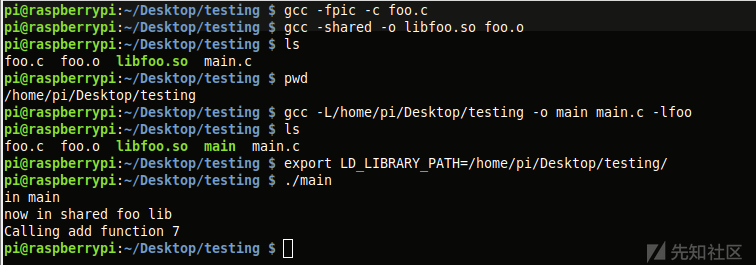 pi@raspberrypi:~/Desktop/testing $ gcc -fpic -c foo.c
pi@raspberrypi:~/Desktop/testing $ gcc -shared -o libfoo.so foo.o
pi@raspberrypi:~/Desktop/testing $ ls
foo.c  foo.o  libfoo.so  main.c
pi@raspberrypi:~/Desktop/testing $ pwd
/home/pi/Desktop/testing
pi@raspberrypi:~/Desktop/testing $ gcc -L/home/pi/Desktop/testing -o main main.c -lfoo
pi@raspberrypi:~/Desktop/testing $ ls
foo.c  foo.o  libfoo.so  main  main.c
pi@raspberrypi:~/Desktop/testing $ export LD_LIBRARY_PATH=/home/pi/Desktop/testing/
pi@raspberrypi:~/Desktop/testing $ ./main
in main
now in shared foo lib
Calling add function 7
pi@raspberrypi:~/Desktop/testing $
先知社区